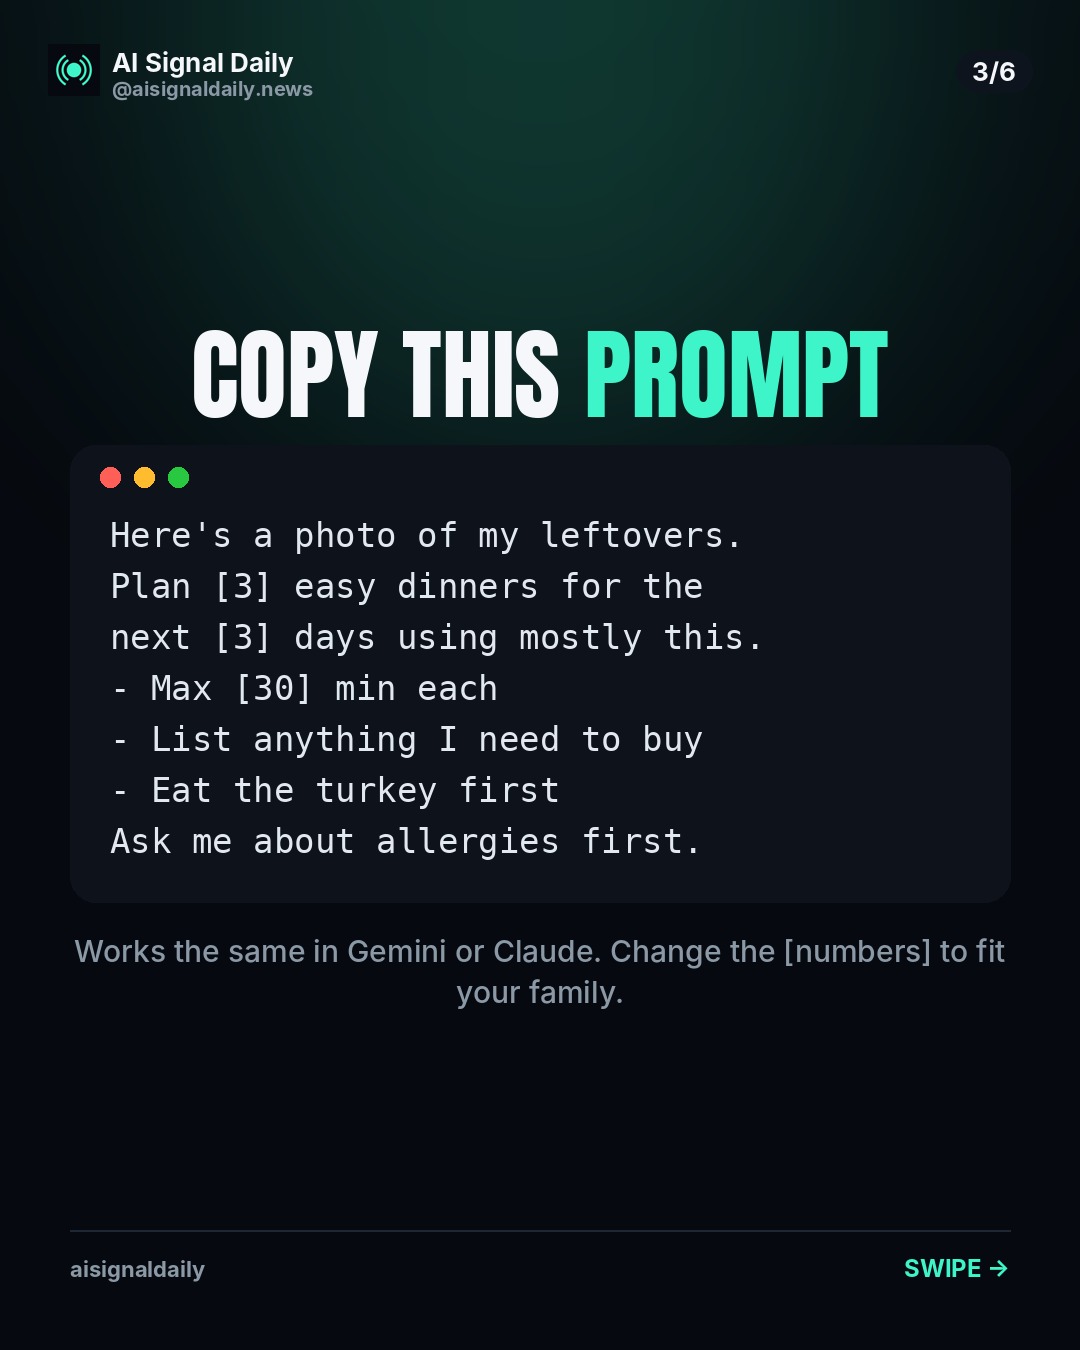 AI Signal Daily
@aisignaldaily.news
3/6
COPY THIS PROMPT
Here's a photo of my leftovers.
Plan [3] easy dinners for the
next [3] days using mostly this.
- Max [30] min each
- List anything I need to buy
- Eat the turkey first
Ask me about allergies first.
Works the same in Gemini or Claude. Change the [numbers] to fit
your family.
aisignaldaily
SWIPE →